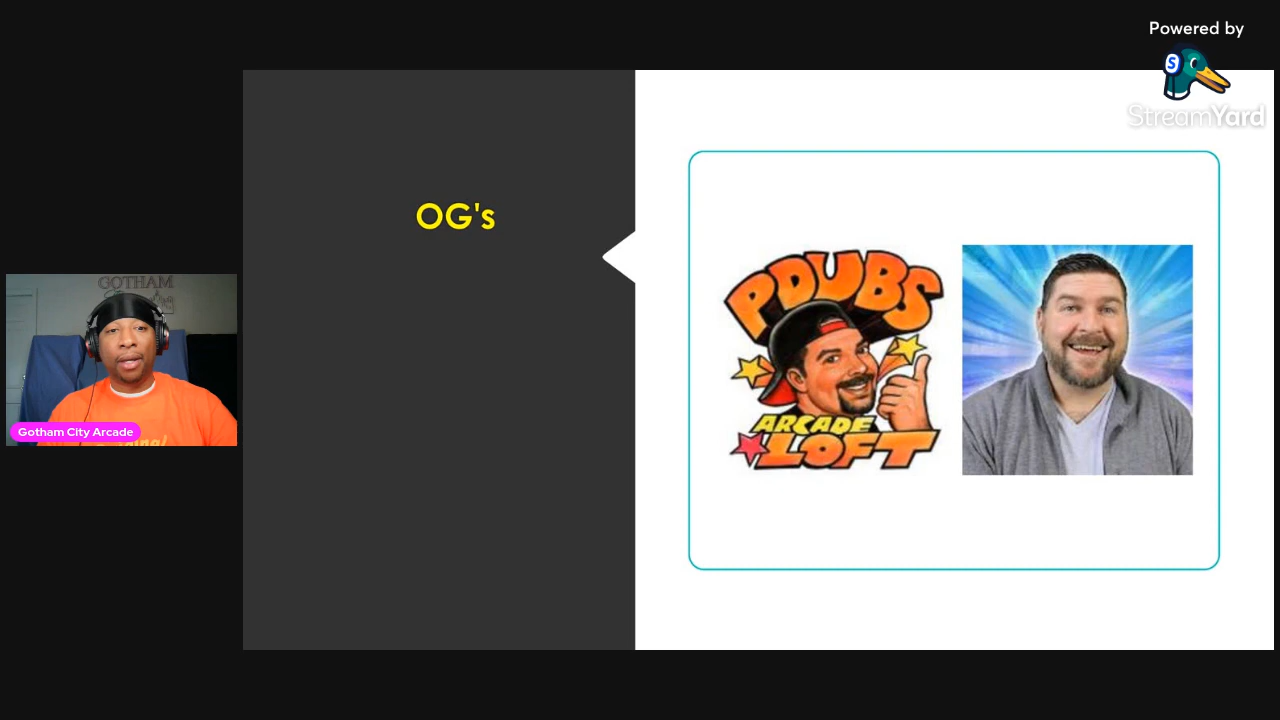 Powered by
S
StreamYard
OG's
PDUBS
ARCADE
LOFT
GOTHAM
Gotham City Arcade